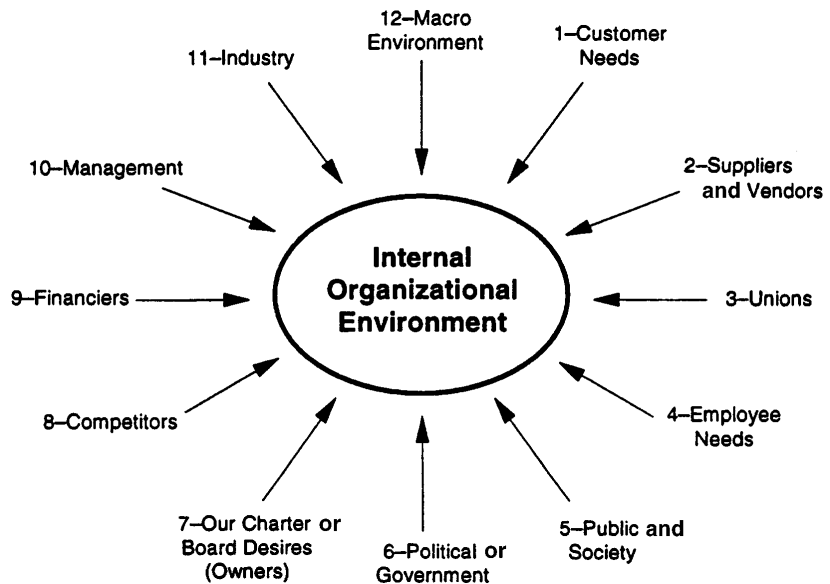 12–Macro
Environment
1–Customer
Needs
2–Suppliers
and Vendors
3–Unions
4–Employee
Needs
5–Public and
Society
6–Political or
Government
7–Our Charter or
Board Desires
(Owners)
8–Competitors
9–Financiers
10–Management
11–Industry
Internal
Organizational
Environment